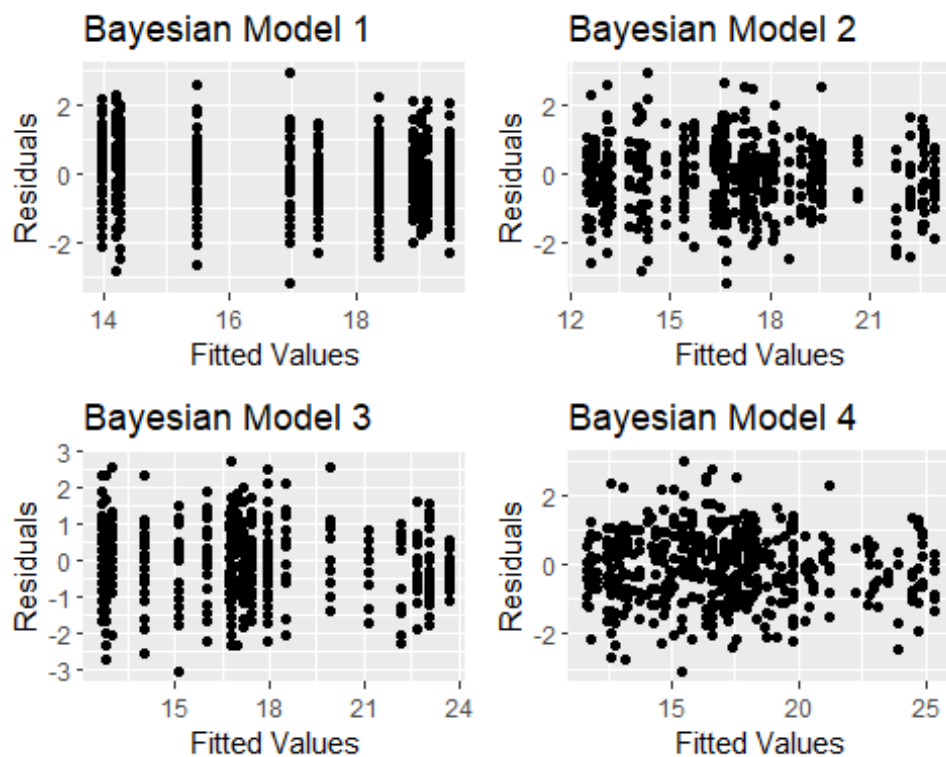 Bayesian Model 1
Residuals
2
0
-2
14
16
18
Fitted Values
Bayesian Model 2
Residuals
2
0
-2
12
15
18
21
Fitted Values
Bayesian Model 3
Residuals
3
2
1
0
-1
-2
-3
15
18
21
24
Fitted Values
Bayesian Model 4
Residuals
2
0
-2
15
20
25
Fitted Values